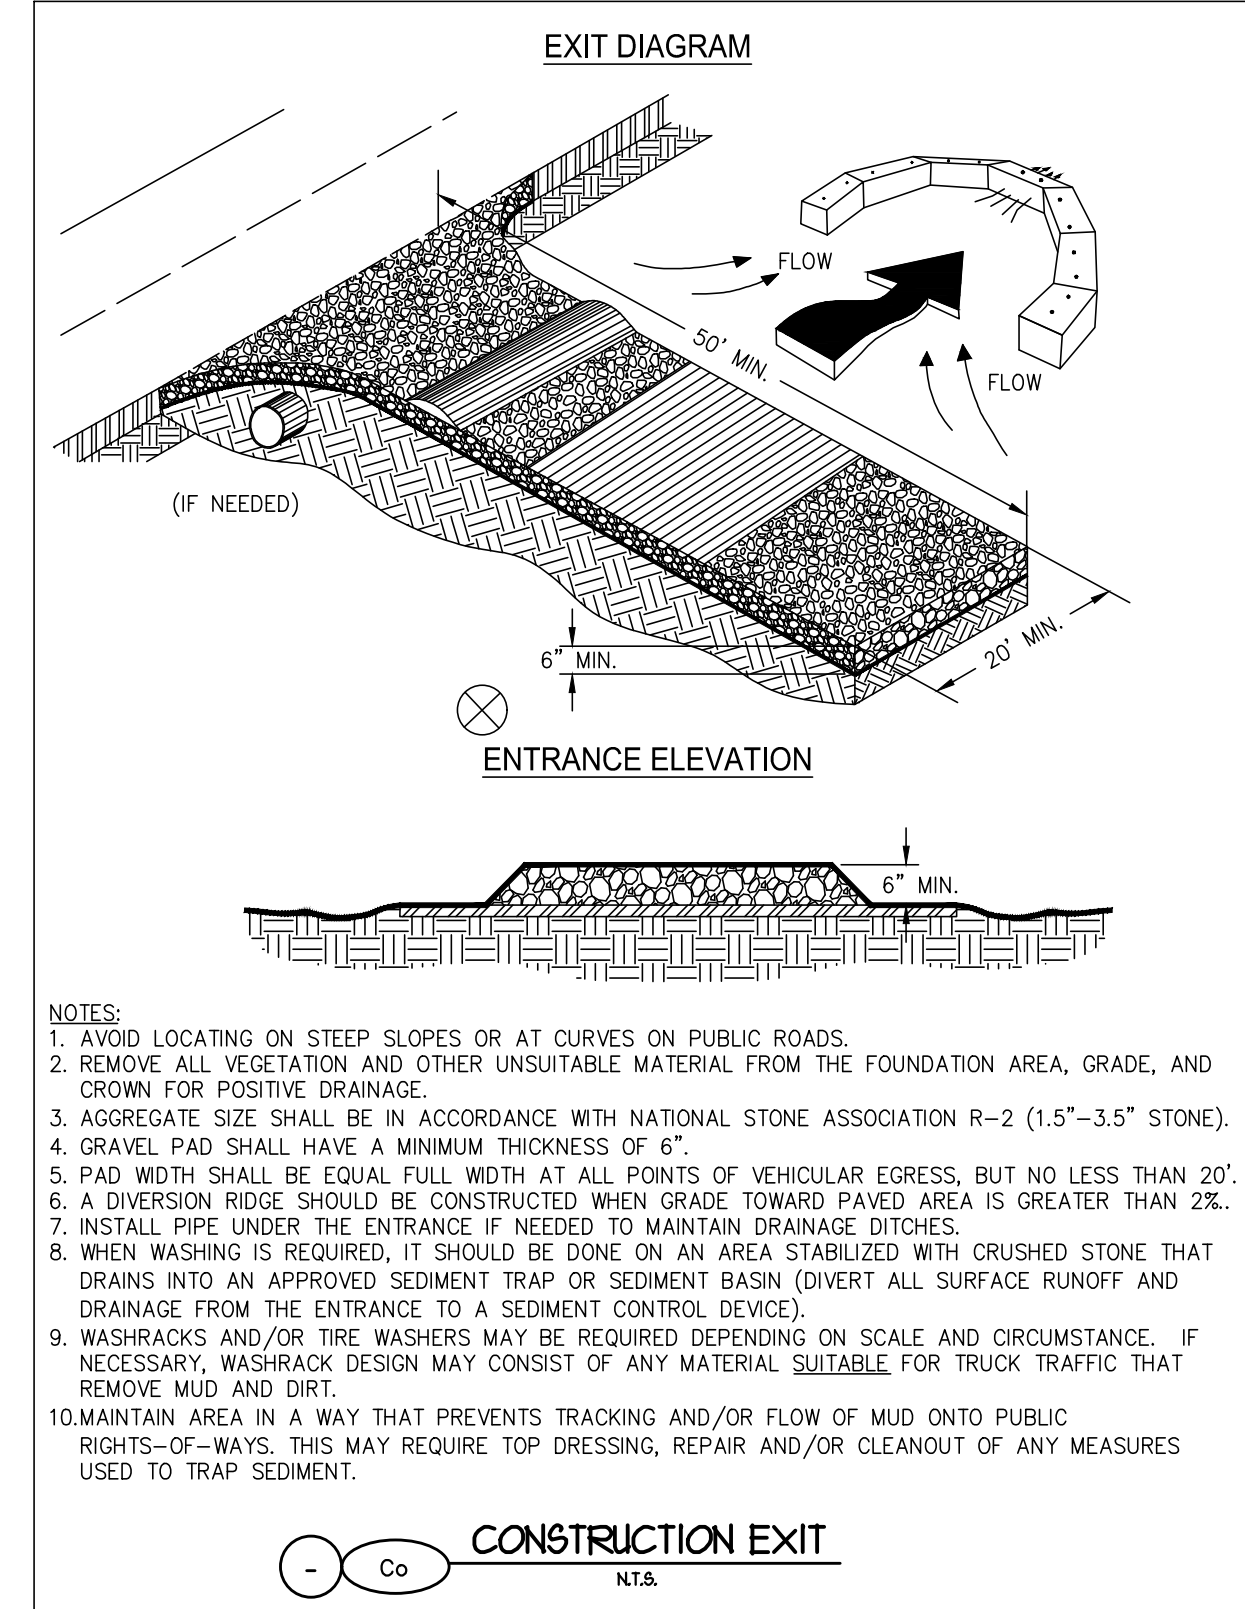 EXIT DIAGRAM
FLOW
50' MIN.
FLOW
(IF NEEDED)
20' MIN.
6" MIN.
ENTRANCE ELEVATION
6" MIN.
NOTES:
1. AVOID LOCATING ON STEEP SLOPES OR AT CURVES ON PUBLIC ROADS.
2. REMOVE ALL VEGETATION AND OTHER UNSUITABLE MATERIAL FROM THE FOUNDATION AREA, GRADE, AND
CROWN FOR POSITIVE DRAINAGE.
3. AGGREGATE SIZE SHALL BE IN ACCORDANCE WITH NATIONAL STONE ASSOCIATION R-2 (1.5"-3.5" STONE).
4. GRAVEL PAD SHALL HAVE A MINIMUM THICKNESS OF 6".
5. PAD WIDTH SHALL BE EQUAL FULL WIDTH AT ALL POINTS OF VEHICULAR EGRESS, BUT NO LESS THAN 20'.
6. A DIVERSION RIDGE SHOULD BE CONSTRUCTED WHEN GRADE TOWARD PAVED AREA IS GREATER THAN 2%..
7. INSTALL PIPE UNDER THE ENTRANCE IF NEEDED TO MAINTAIN DRAINAGE DITCHES.
8. WHEN WASHING IS REQUIRED, IT SHOULD BE DONE ON AN AREA STABILIZED WITH CRUSHED STONE THAT
DRAINS INTO AN APPROVED SEDIMENT TRAP OR SEDIMENT BASIN (DIVERT ALL SURFACE RUNOFF AND
DRAINAGE FROM THE ENTRANCE TO A SEDIMENT CONTROL DEVICE).
9. WASHRACKS AND/OR TIRE WASHERS MAY BE REQUIRED DEPENDING ON SCALE AND CIRCUMSTANCE. IF
NECESSARY, WASHRACK DESIGN MAY CONSIST OF ANY MATERIAL SUITABLE FOR TRUCK TRAFFIC THAT
REMOVE MUD AND DIRT.
10.MAINTAIN AREA IN A WAY THAT PREVENTS TRACKING AND/OR FLOW OF MUD ONTO PUBLIC
RIGHTS-OF-WAYS. THIS MAY REQUIRE TOP DRESSING, REPAIR AND/OR CLEANOUT OF ANY MEASURES
USED TO TRAP SEDIMENT.
- Co CONSTRUCTION EXIT
N.T.S.